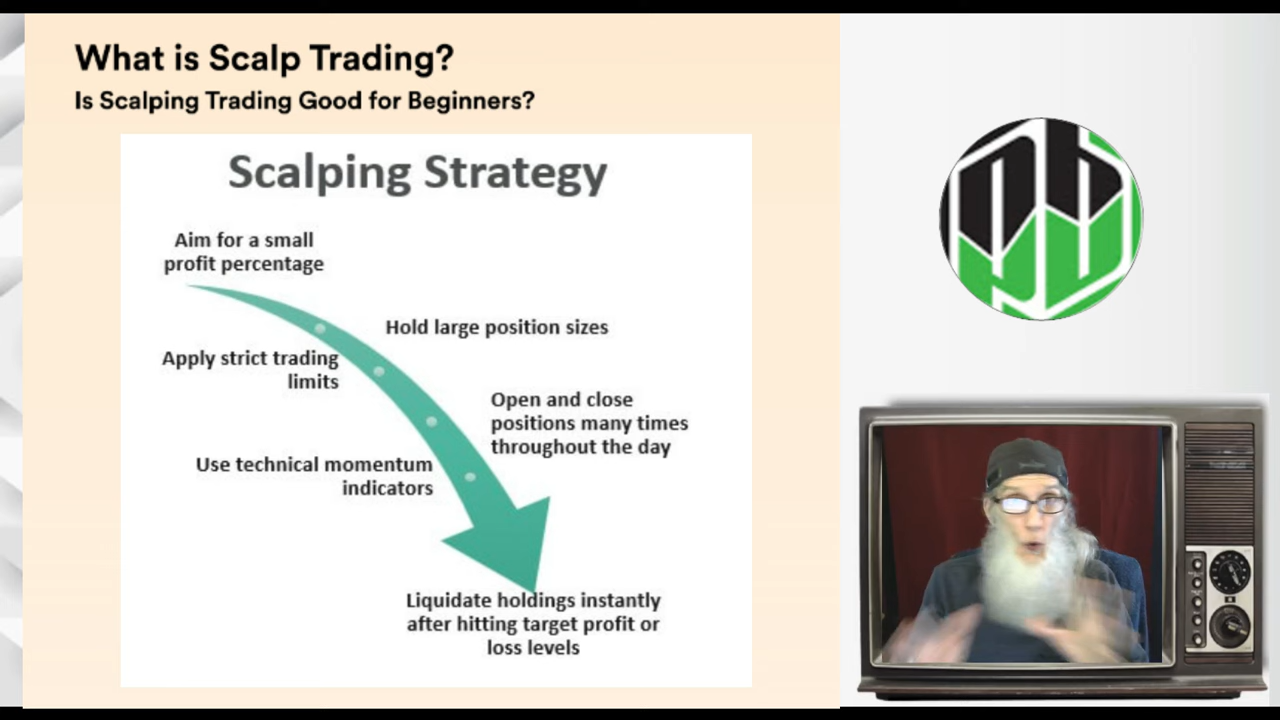 What is Scalp Trading?
Is Scalping Trading Good for Beginners?
Scalping Strategy
Aim for a small
profit percentage
Hold large position sizes
Apply strict trading
limits
Open and close
positions many times
throughout the day
Use technical momentum
indicators
Liquidate holdings instantly
after hitting target profit or
loss levels